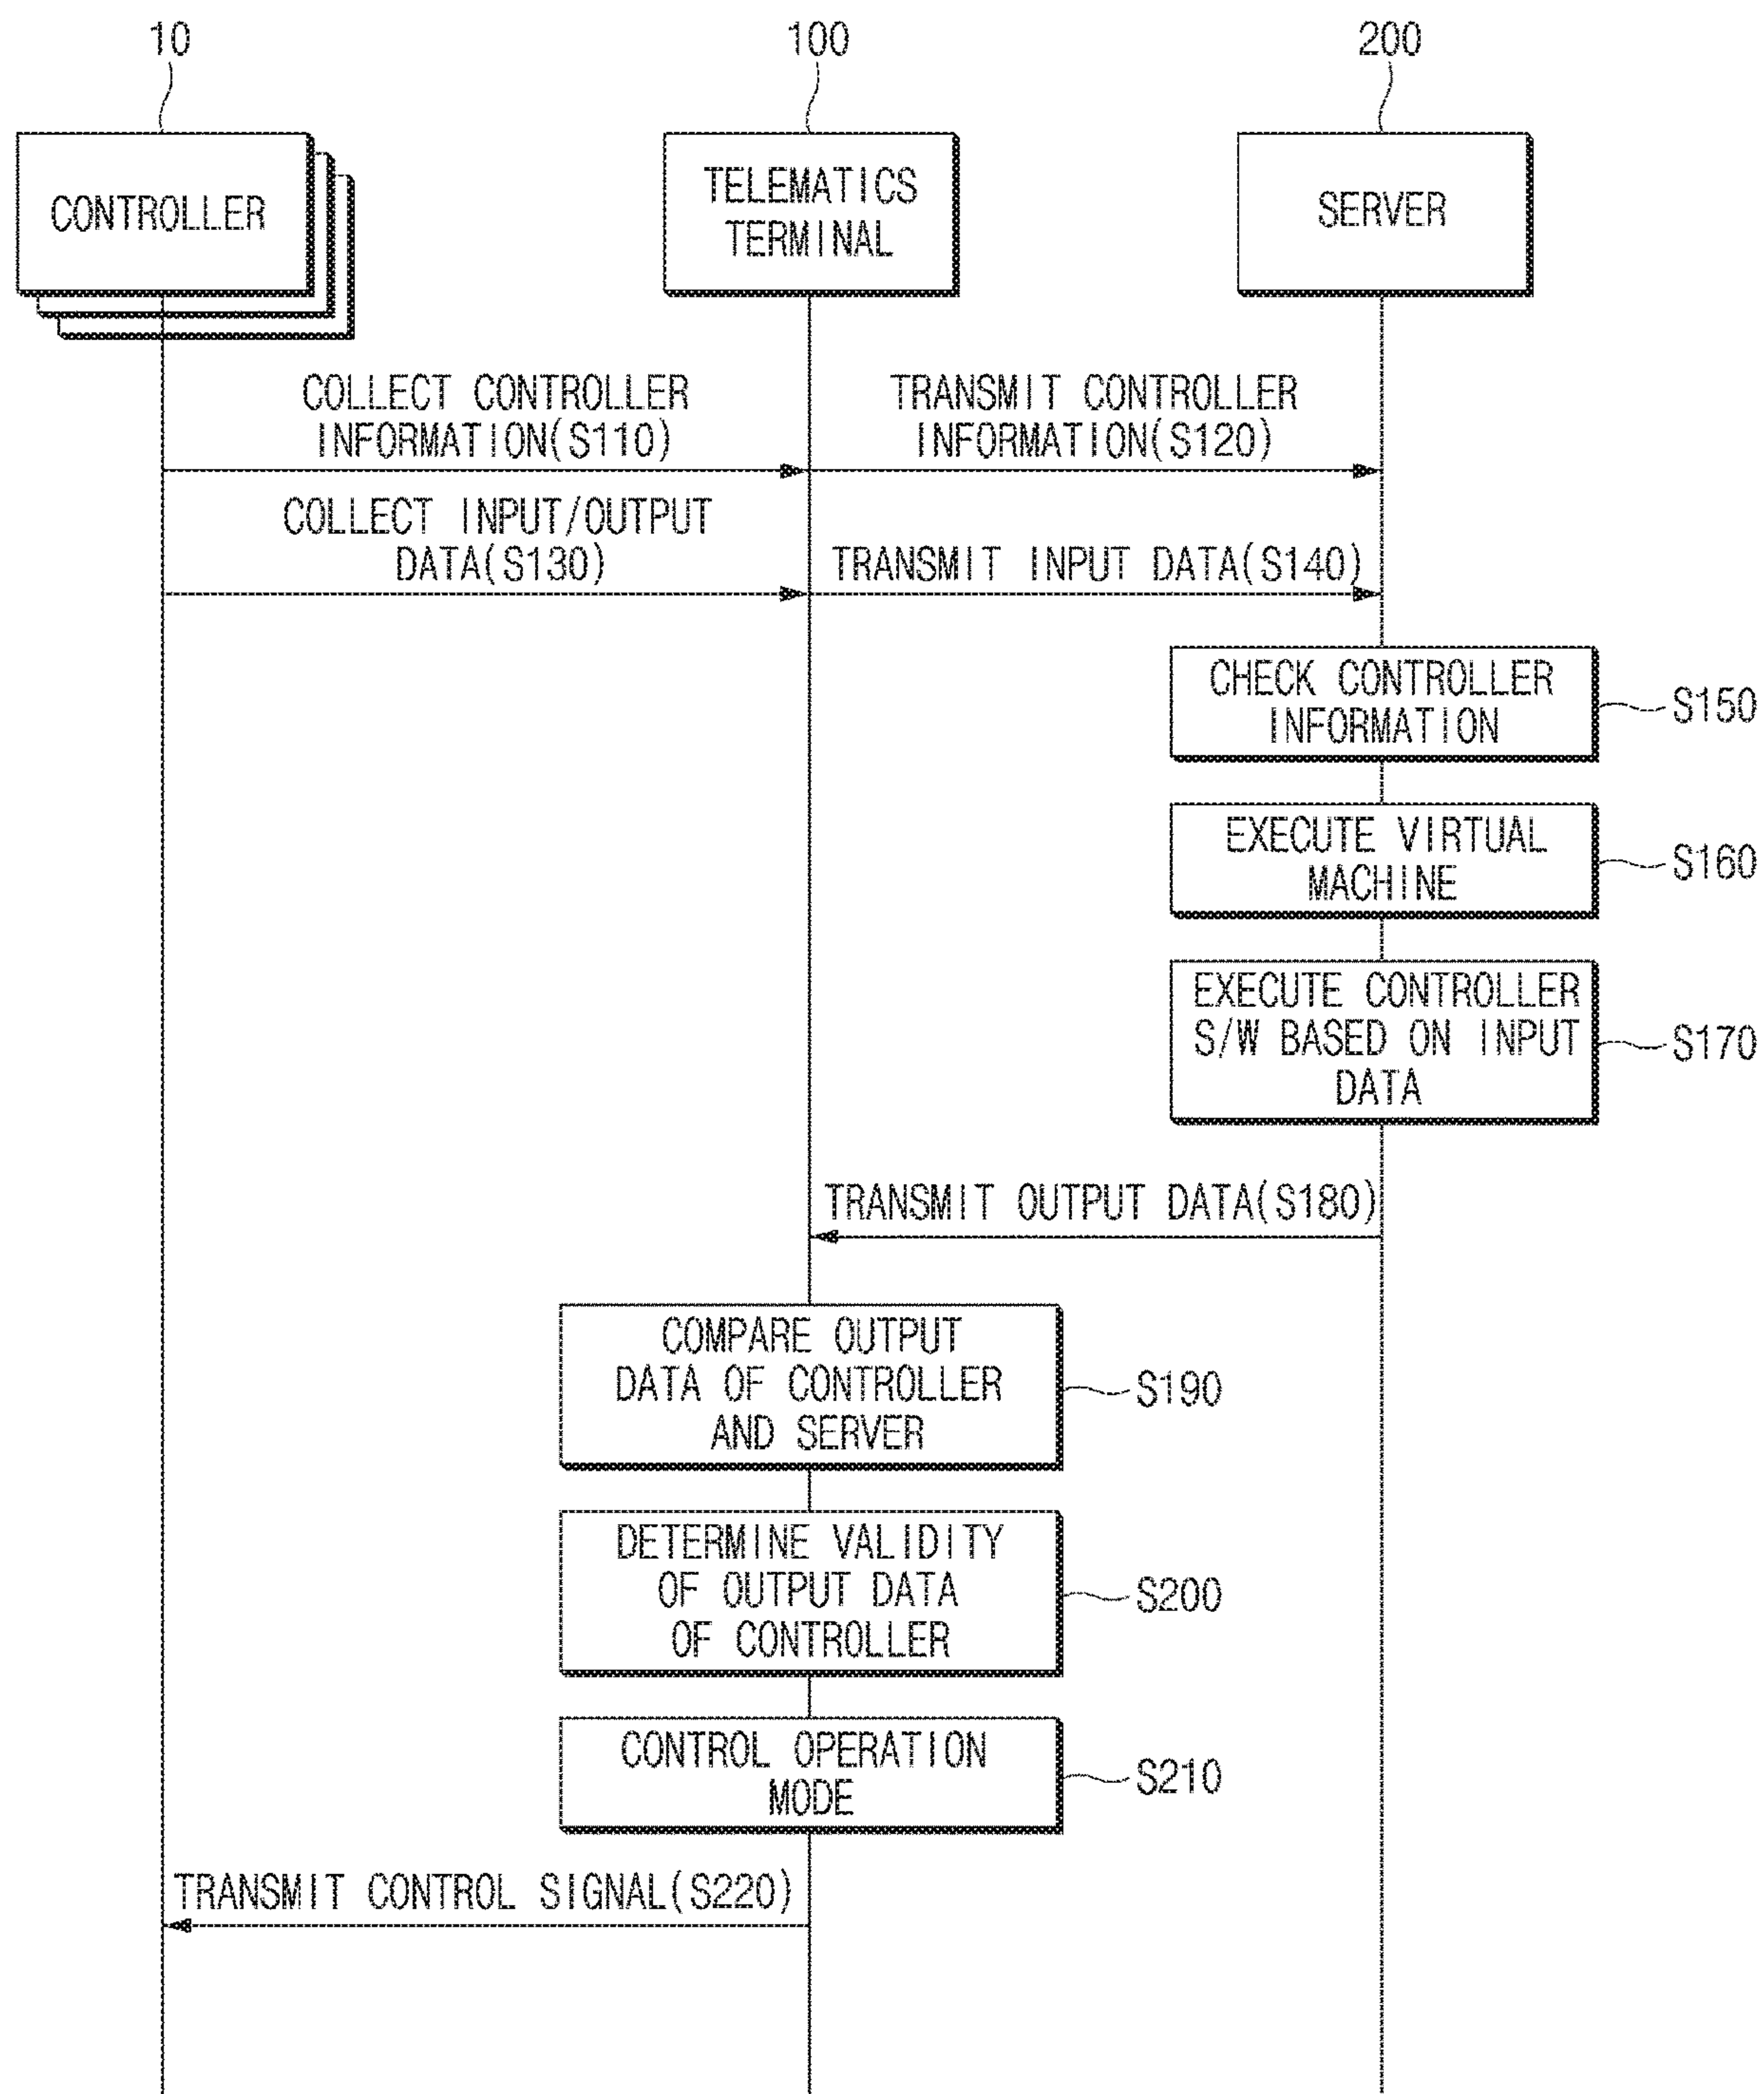 10
100
200
CONTROLLER
TELEMATICS
TERMINAL
SERVER
COLLECT CONTROLLER
INFORMATION(S110)
TRANSMIT CONTROLLER
INFORMATION(S120)
COLLECT INPUT/OUTPUT
DATA(S130)
TRANSMIT INPUT DATA(S140)
CHECK CONTROLLER
INFORMATION
S150
EXECUTE VIRTUAL
MACHINE
S160
EXECUTE CONTROLLER
S/W BASED ON INPUT
DATA
S170
TRANSMIT OUTPUT DATA(S180)
COMPARE OUTPUT
DATA OF CONTROLLER
AND SERVER
S190
DETERMINE VALIDITY
OF OUTPUT DATA
OF CONTROLLER
S200
CONTROL OPERATION
MODE
S210
TRANSMIT CONTROL SIGNAL(S220)